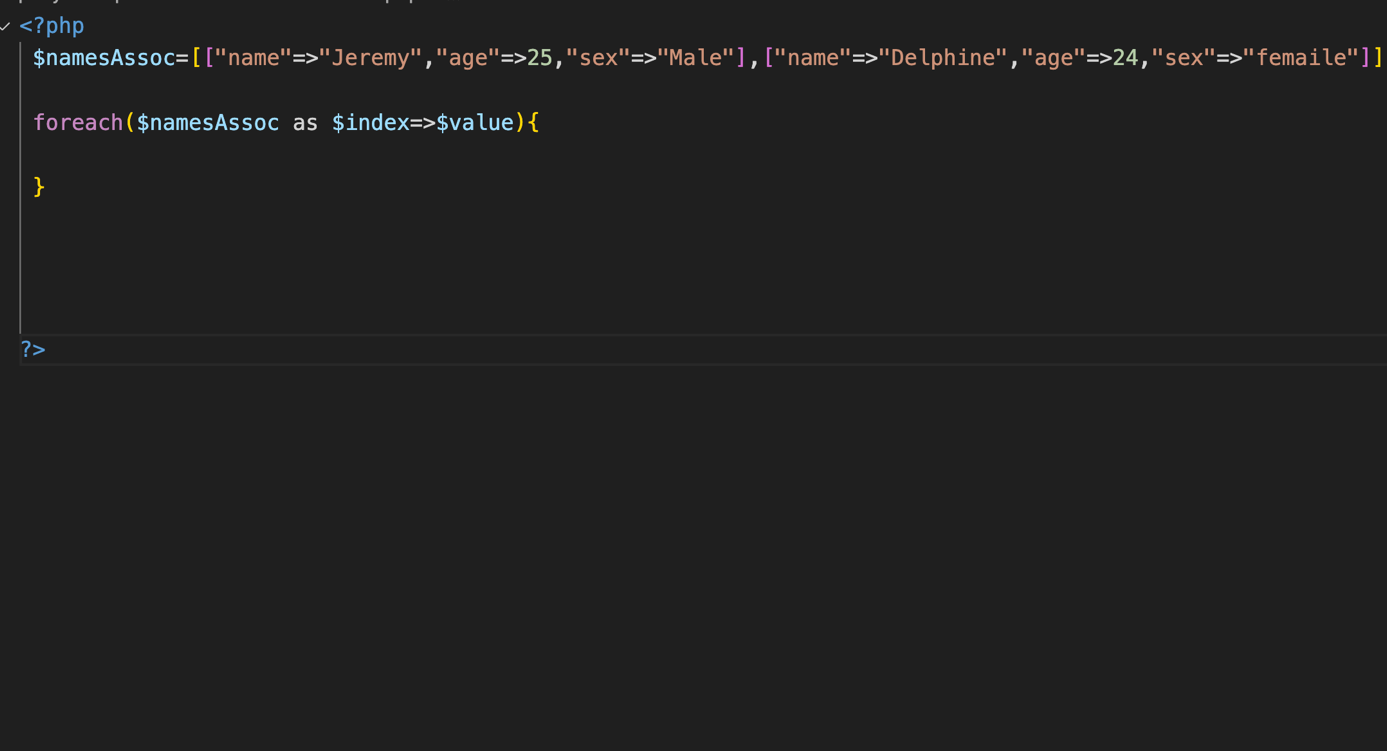 <?php
$namesAssoc=[["name"=>"Jeremy","age"=>25,"sex"=>"Male"],["name"=>"Delphine","age"=>24,"sex"=>"femaile"]]
foreach($namesAssoc as $index=>$value){
}
?>